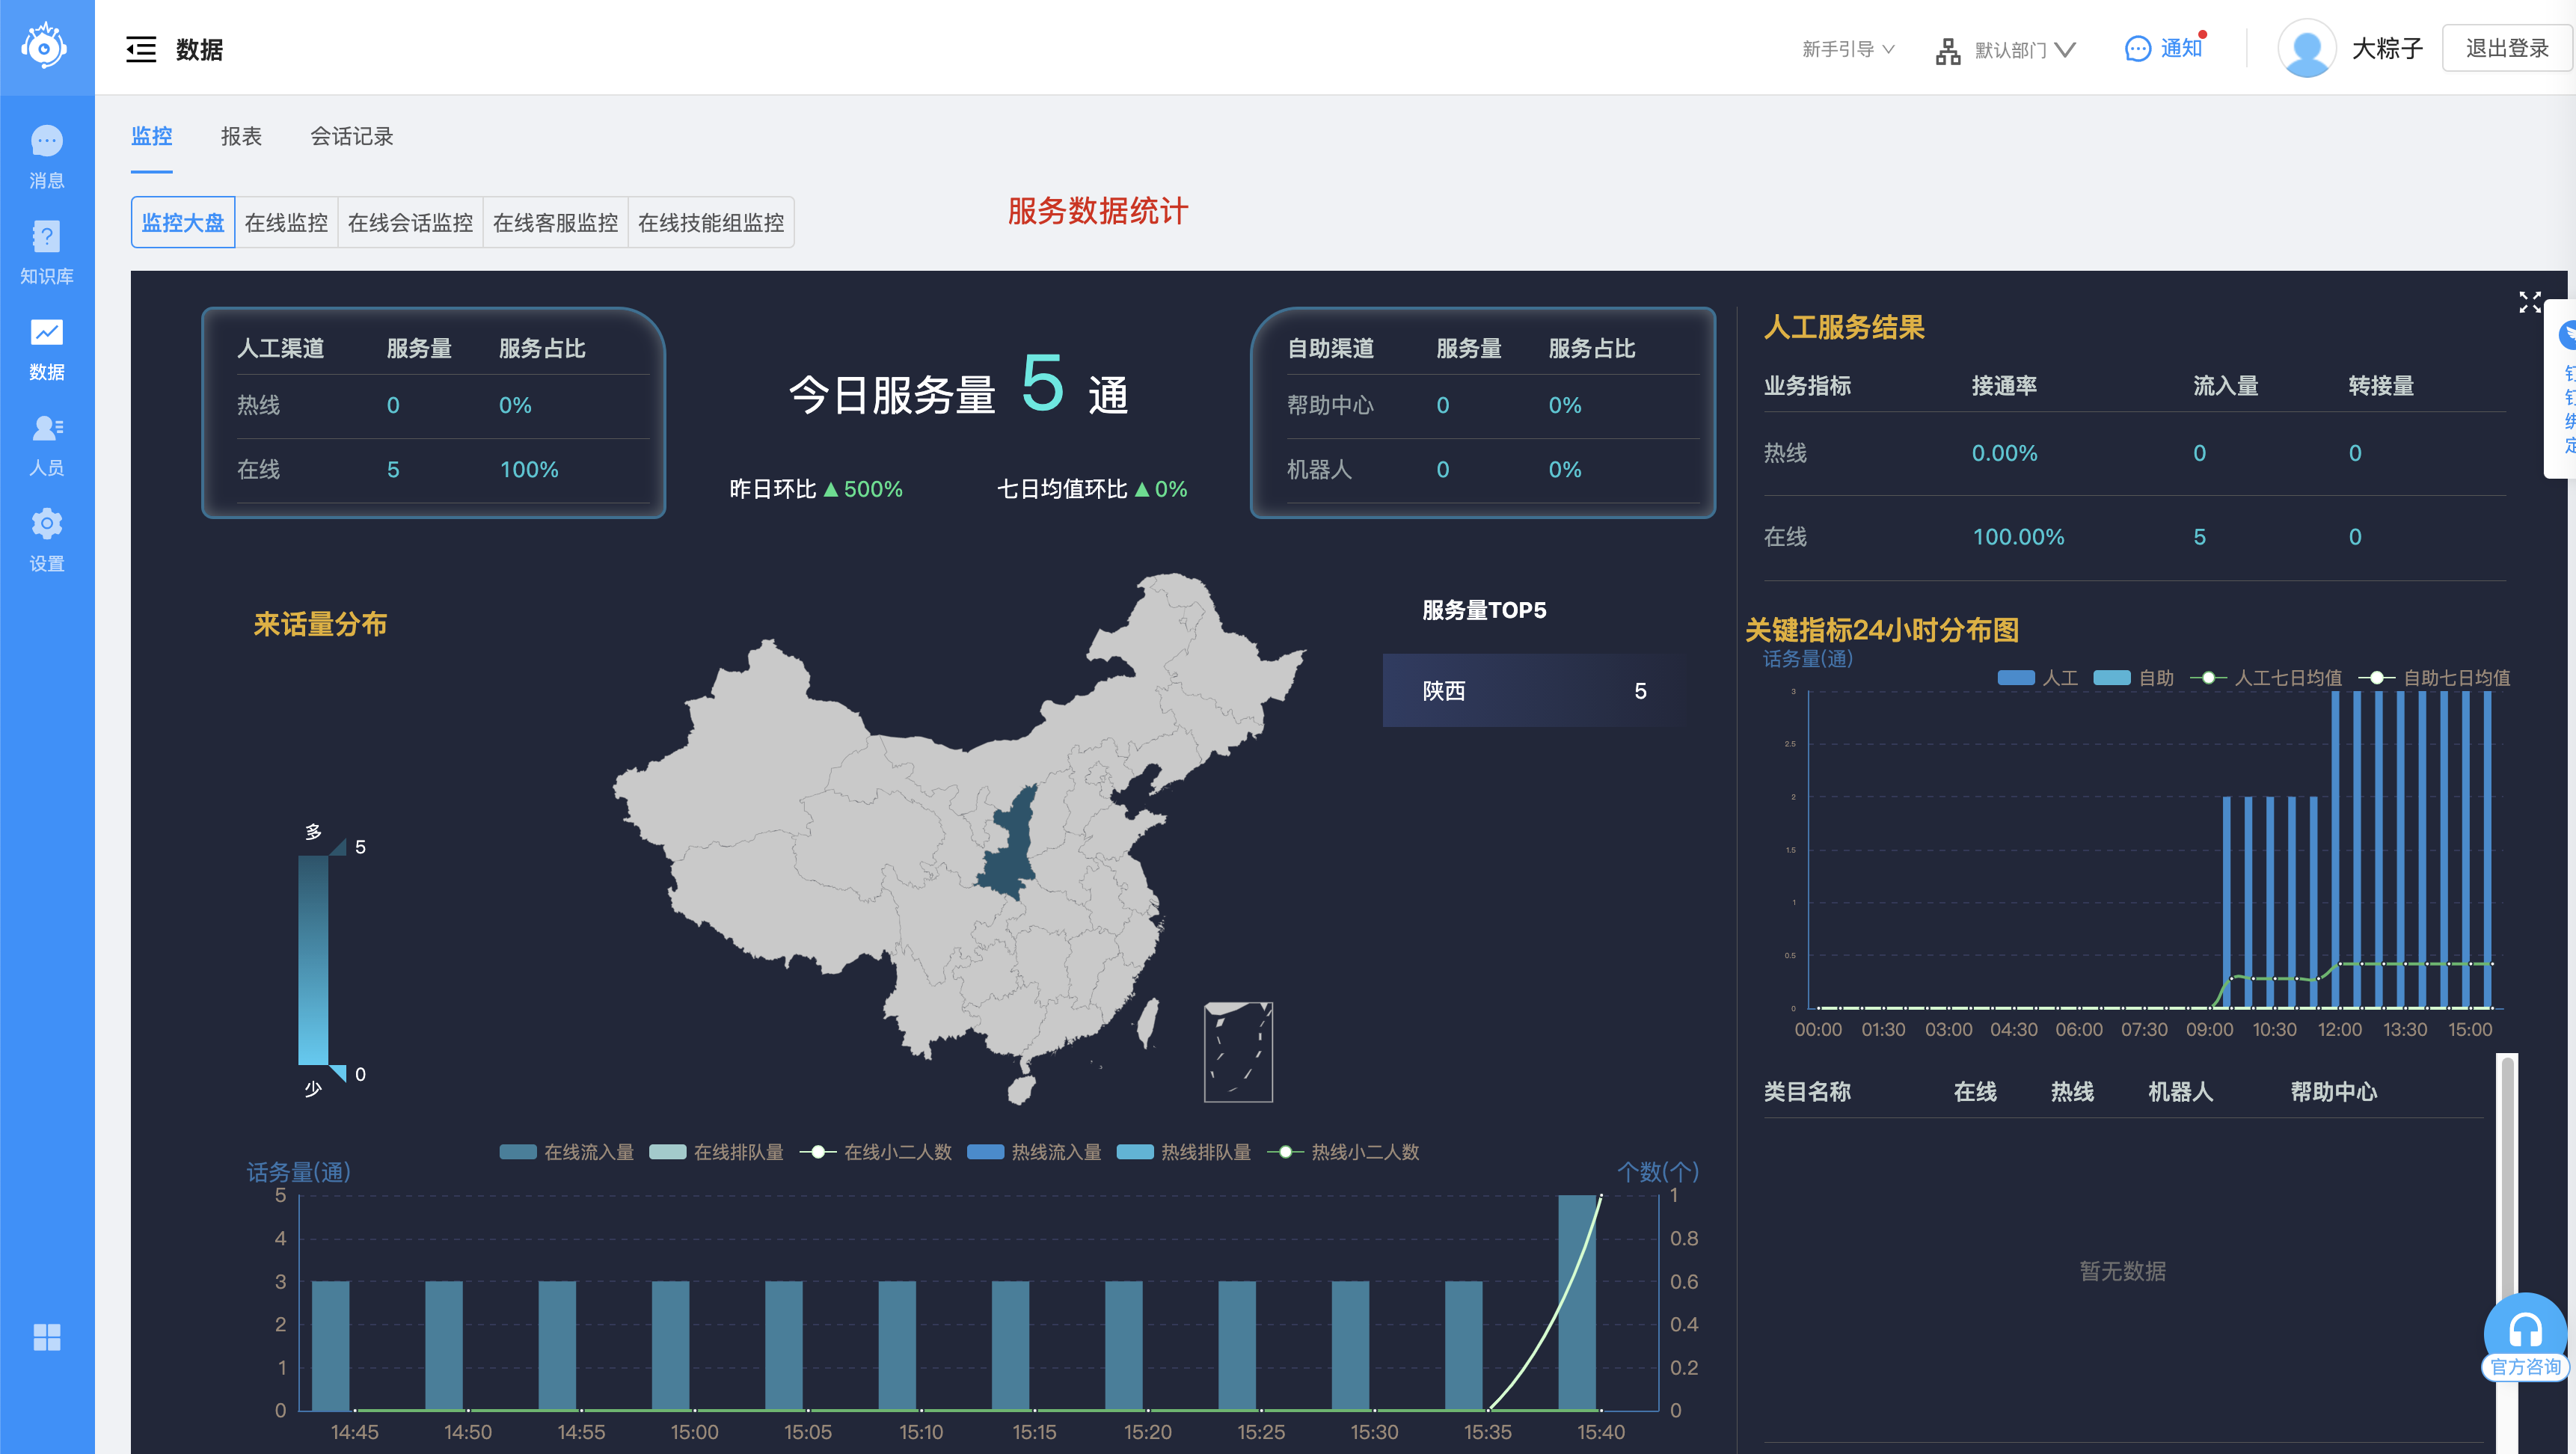 数据
新手引导
默认部门
通知
大粽子
退出登录
消息
知识库
数据
人员
设置
监控 报表 会话记录
监控大盘 在线监控 在线会话监控 在线客服监控 在线技能组监控
服务数据统计
人工渠道 服务量 服务占比
热线 0 0%
在线 5 100%
今日服务量 5 通
昨日环比 ▲500% 七日均值环比 ▲0%
自助渠道 服务量 服务占比
帮助中心 0 0%
机器人 0 0%
人工服务结果
业务指标 接通率 流入量 转接量
热线 0.00% 0 0
在线 100.00% 5 0
来话量分布
多
5
0
少
服务量TOP5
陕西 5
关键指标24小时分布图
话务量(通)
人工 自助 人工七日均值 自助七日均值
3
2.5
2
1.5
1
0.5
0
00:00 01:30 03:00 04:30 06:00 07:30 09:00 10:30 12:00 13:30 15:00
类目名称 在线 热线 机器人 帮助中心
暂无数据
在线流入量 在线排队量 在线小二人数 热线流入量 热线排队量 热线小二人数
话务量(通) 个数(个)
5 1
4 0.8
3 0.6
2 0.4
1 0.2
0 0
14:45 14:50 14:55 15:00 15:05 15:10 15:15 15:20 15:25 15:30 15:35 15:40
官方咨询